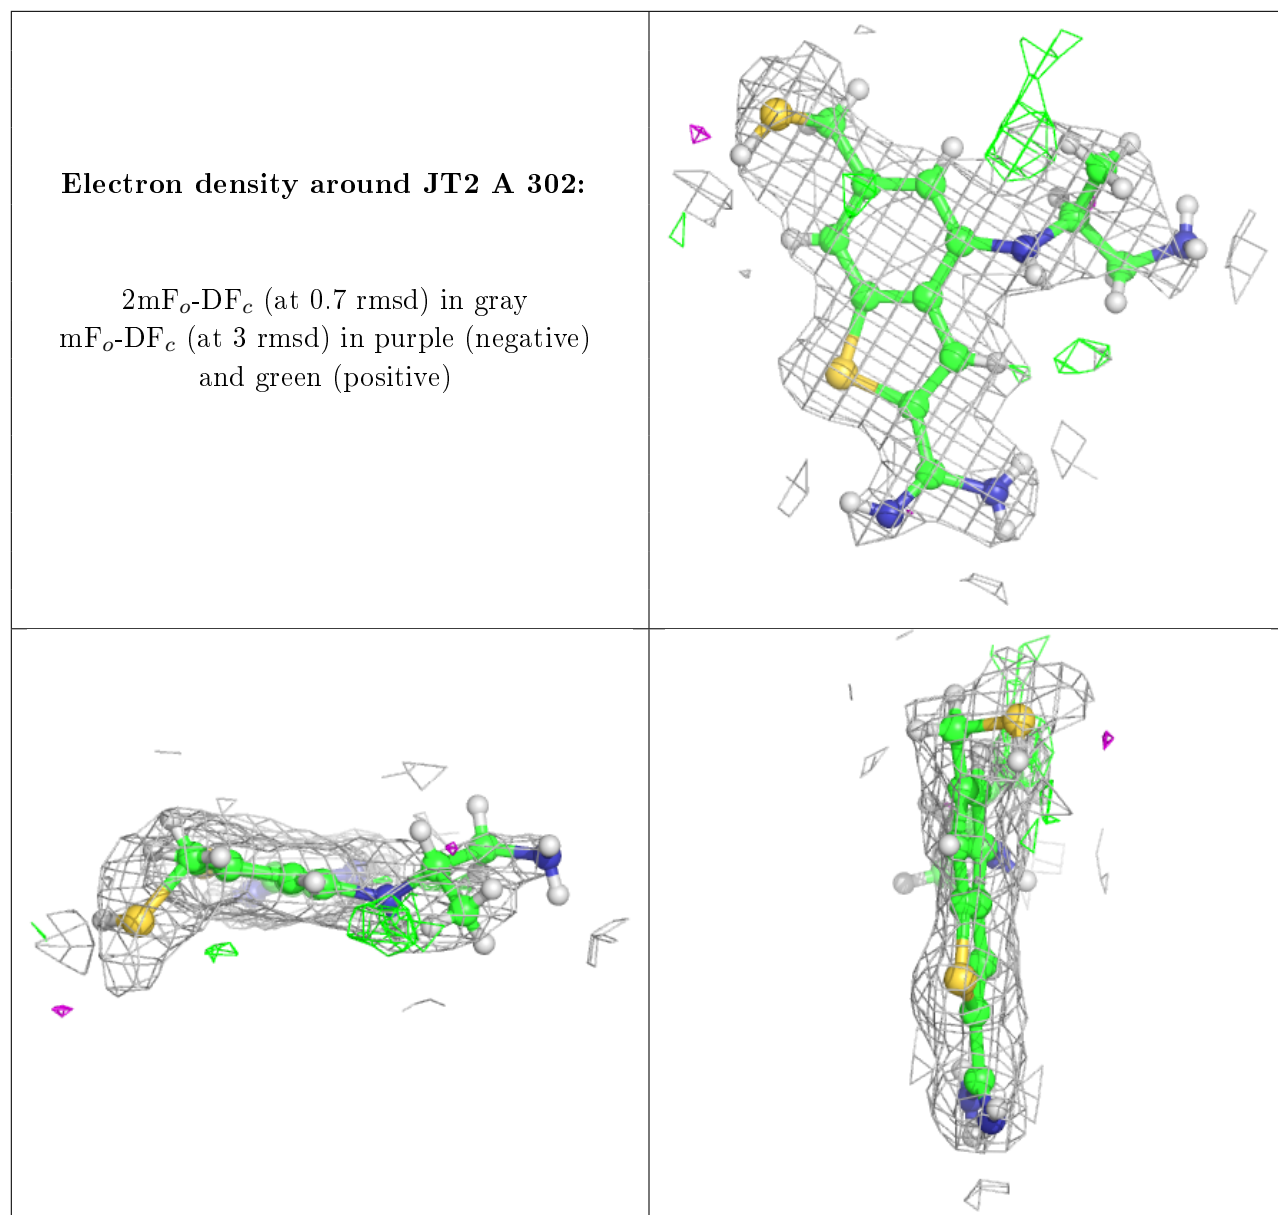 Electron density around JT2 A 302:
2mFo-DFc (at 0.7 rmsd) in gray
mFo-DFc (at 3 rmsd) in purple (negative)
and green (positive)